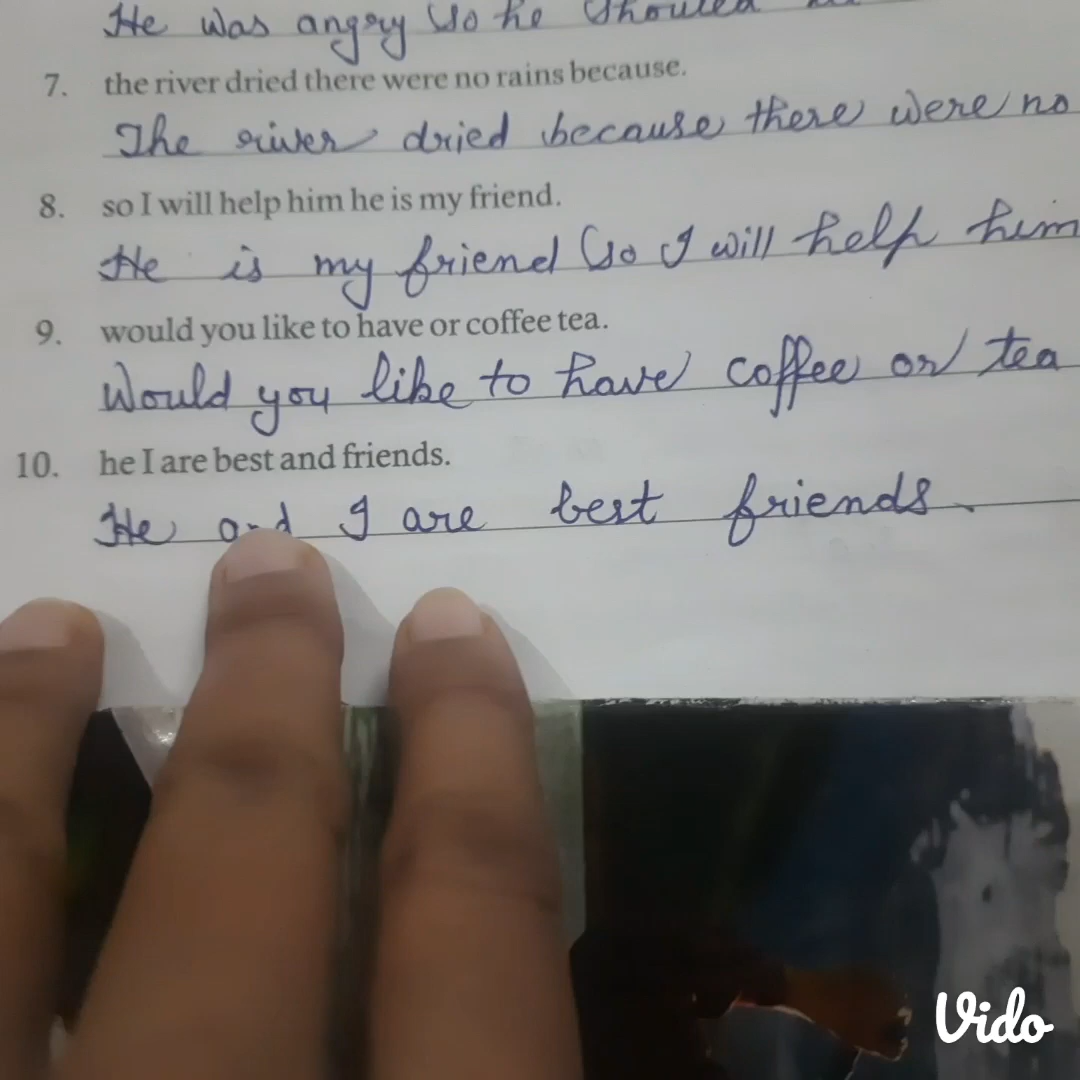 He was angry so he shouted
7. the river dried there were no rains because.
The river dried because there were no
8. so I will help him he is my friend.
He is my friend so I will help him
9. would you like to have or coffee tea.
Would you like to have coffee or tea
10. he I are best and friends.
He and I are best friends.
Vido